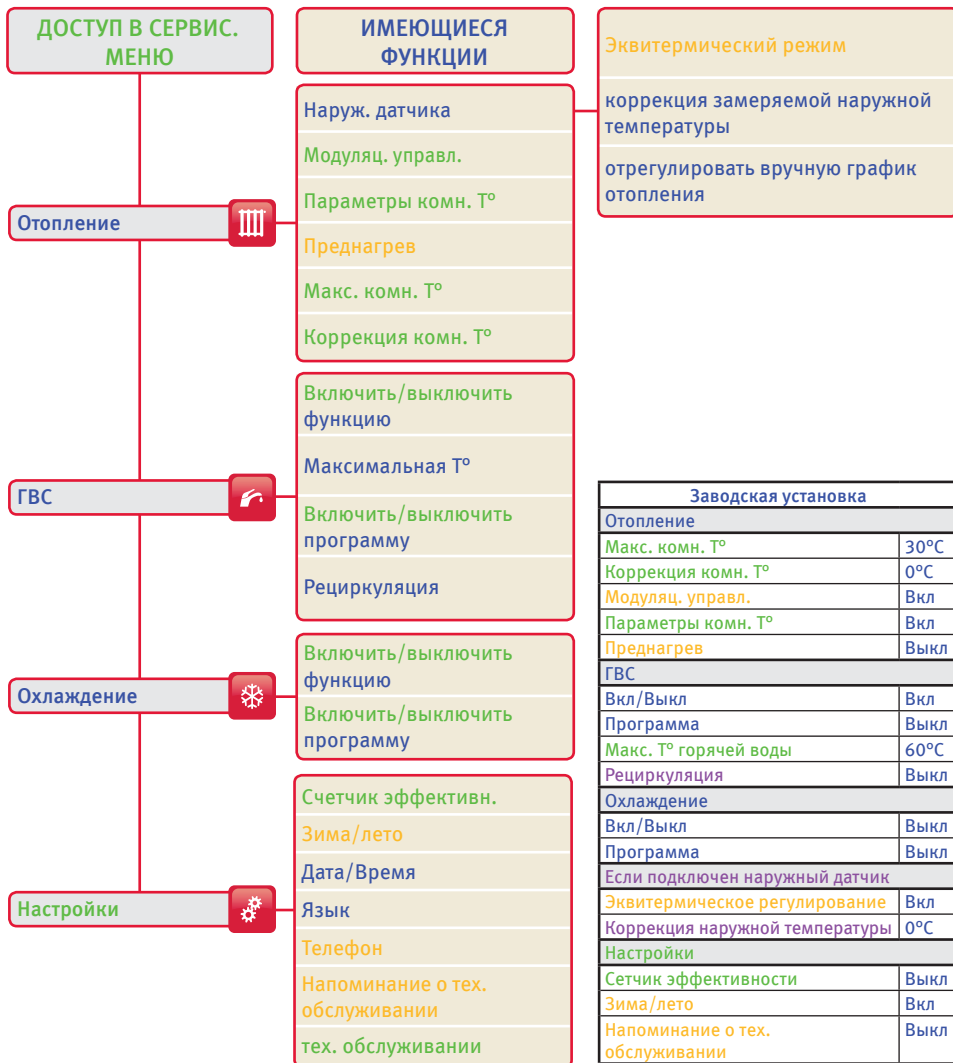 ДОСТУП В СЕРВИС.
МЕНЮ
ИМЕЮЩИЕСЯ
ФУНКЦИИ
Отопление
Наруж. датчика
Модуляц. управл.
Параметры комн. Т°
Преднагрев
Макс. комн. Т°
Коррекция комн. Т°
Эквитермический режим
коррекция замеряемой наружной
температуры
отрегулировать вручную график
отопления
ГВС
Включить/выключить
функцию
Максимальная Т°
Включить/выключить
программу
Рециркуляция
Охлаждение
Включить/выключить
функцию
Включить/выключить
программу
Настройки
Счетчик эффективн.
Зима/лето
Дата/Время
Язык
Телефон
Напоминание о тех.
обслуживании
тех. обслуживании
Заводская установка
Отопление
Макс. комн. Т° 30°C
Коррекция комн. Т° 0°C
Модуляц. управл. Вкл
Параметры комн. Т° Вкл
Преднагрев Выкл
ГВС
Вкл/Выкл Вкл
Программа Выкл
Макс. Т° горячей воды 60°C
Рециркуляция Выкл
Охлаждение
Вкл/Выкл Выкл
Программа Выкл
Если подключен наружный датчик
Эквитермическое регулирование Вкл
Коррекция наружной температуры 0°C
Настройки
Сетчик эффективности Выкл
Зима/лето Вкл
Напоминание о тех. Выкл
обслуживании